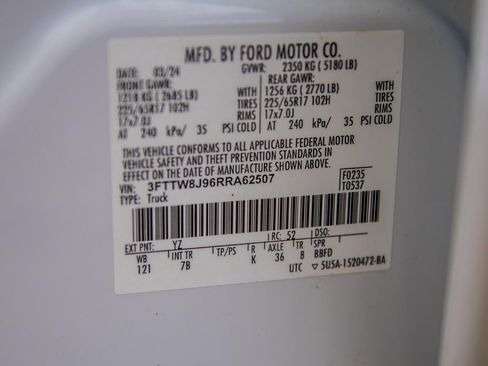 MFD. BY FORD MOTOR CO.
DATE: 03/24 GVWR: 2350 KG ( 5180 LB)
FRONT GAWR: REAR GAWR:
1218 KG ( 2685 LB) WITH 1256 KG ( 2770 LB) WITH
225/65R17 102H TIRES 225/65R17 102H TIRES
17x7.0J RIMS 17x7.0J RIMS
AT 240 kPa/ 35 PSI COLD AT 240 kPa/ 35 PSI COLD
THIS VEHICLE CONFORMS TO ALL APPLICABLE FEDERAL MOTOR
VEHICLE SAFETY AND THEFT PREVENTION STANDARDS IN
EFFECT ON THE DATE OF MANUFACTURE SHOWN ABOVE.
VIN: 3FTTW8J96RRA62507 F0235
TYPE: Truck T0537
EXT PNT: YZ RC: 52 DSO:
WB INT TR TP/PS R AXLE TR SPR
121 7B K 36 8 BBFD
UTC ▽5U5A-1520472-BA